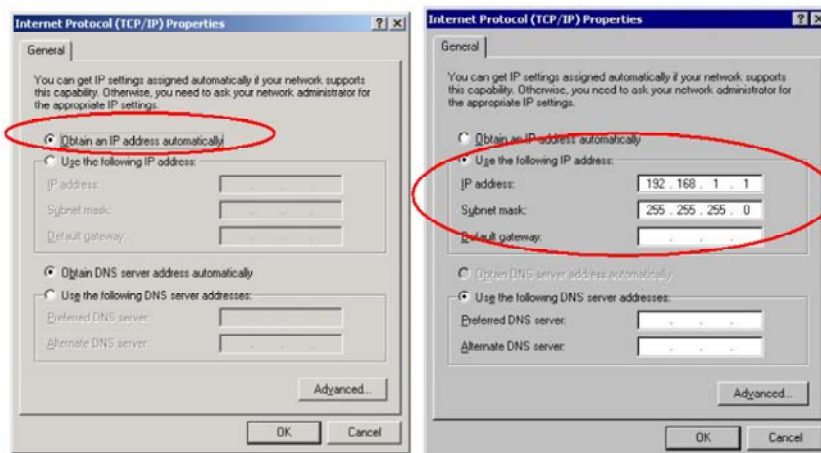 Internet Protocol (TCP/IP) Properties
General
You can get IP settings assigned automatically if your network supports
this capability. Otherwise, you need to ask your network administrator for
the appropriate IP settings.
Obtain an IP address automatically
Use the following IP address:
IP address:
Subnet mask:
Default gateway:
Obtain DNS server address automatically
Use the following DNS server addresses:
Preferred DNS server:
Alternate DNS server:
Advanced...
OK
Cancel
Internet Protocol (TCP/IP) Properties
General
You can get IP settings assigned automatically if your network supports
this capability. Otherwise, you need to ask your network administrator for
the appropriate IP settings.
Obtain an IP address automatically
Use the following IP address:
IP address: 192 . 168 . 1 . 1
Subnet mask: 255 . 255 . 255 . 0
Default gateway:
Obtain DNS server address automatically
Use the following DNS server addresses:
Preferred DNS server:
Alternate DNS server:
Advanced...
OK
Cancel